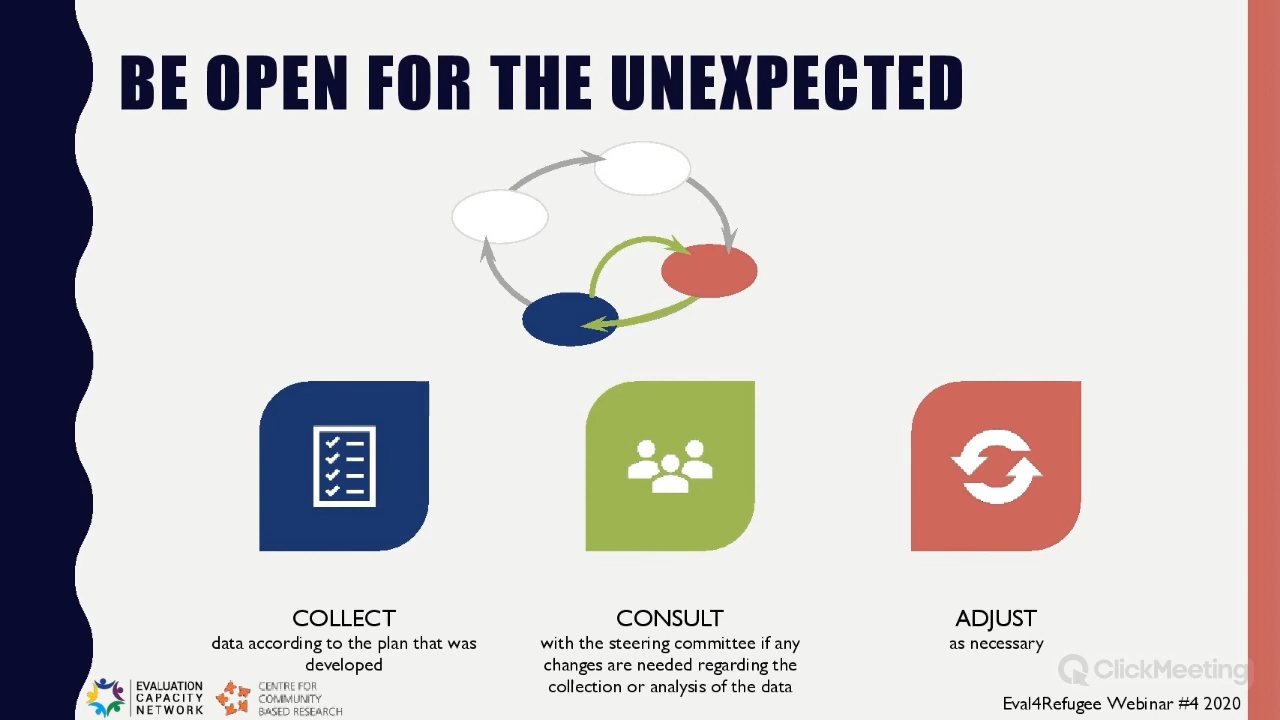 BE OPEN FOR THE UNEXPECTED
COLLECT
data according to the plan that was
developed
CONSULT
with the steering committee if any
changes are needed regarding the
collection or analysis of the data
ADJUST
as necessary
EVALUATION
CAPACITY
NETWORK
CENTRE FOR
COMMUNITY
BASED RESEARCH
ClickMeeting
Eval4Refugee Webinar #4 2020